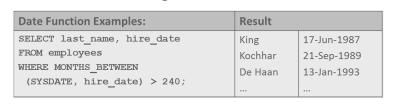 Date Function Examples: Result
SELECT last_name, hire_date
FROM employees
WHERE MONTHS_BETWEEN
(SYSDATE, hire_date) > 240;
King 17-Jun-1987
Kochhar 21-Sep-1989
De Haan 13-Jan-1993
… …